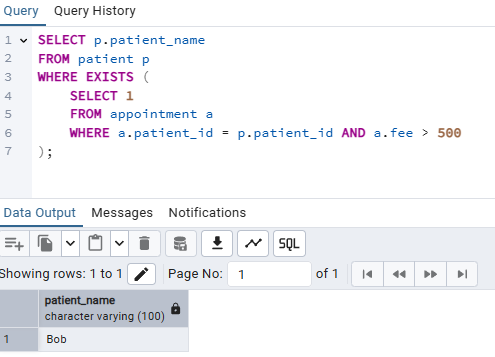 Query Query History
1 SELECT p.patient_name
2 FROM patient p
3 WHERE EXISTS (
4 SELECT 1
5 FROM appointment a
6 WHERE a.patient_id = p.patient_id AND a.fee > 500
7 );
Data Output Messages Notifications
SQL
Showing rows: 1 to 1 Page No: 1 of 1
patient_name
character varying (100)
1 Bob